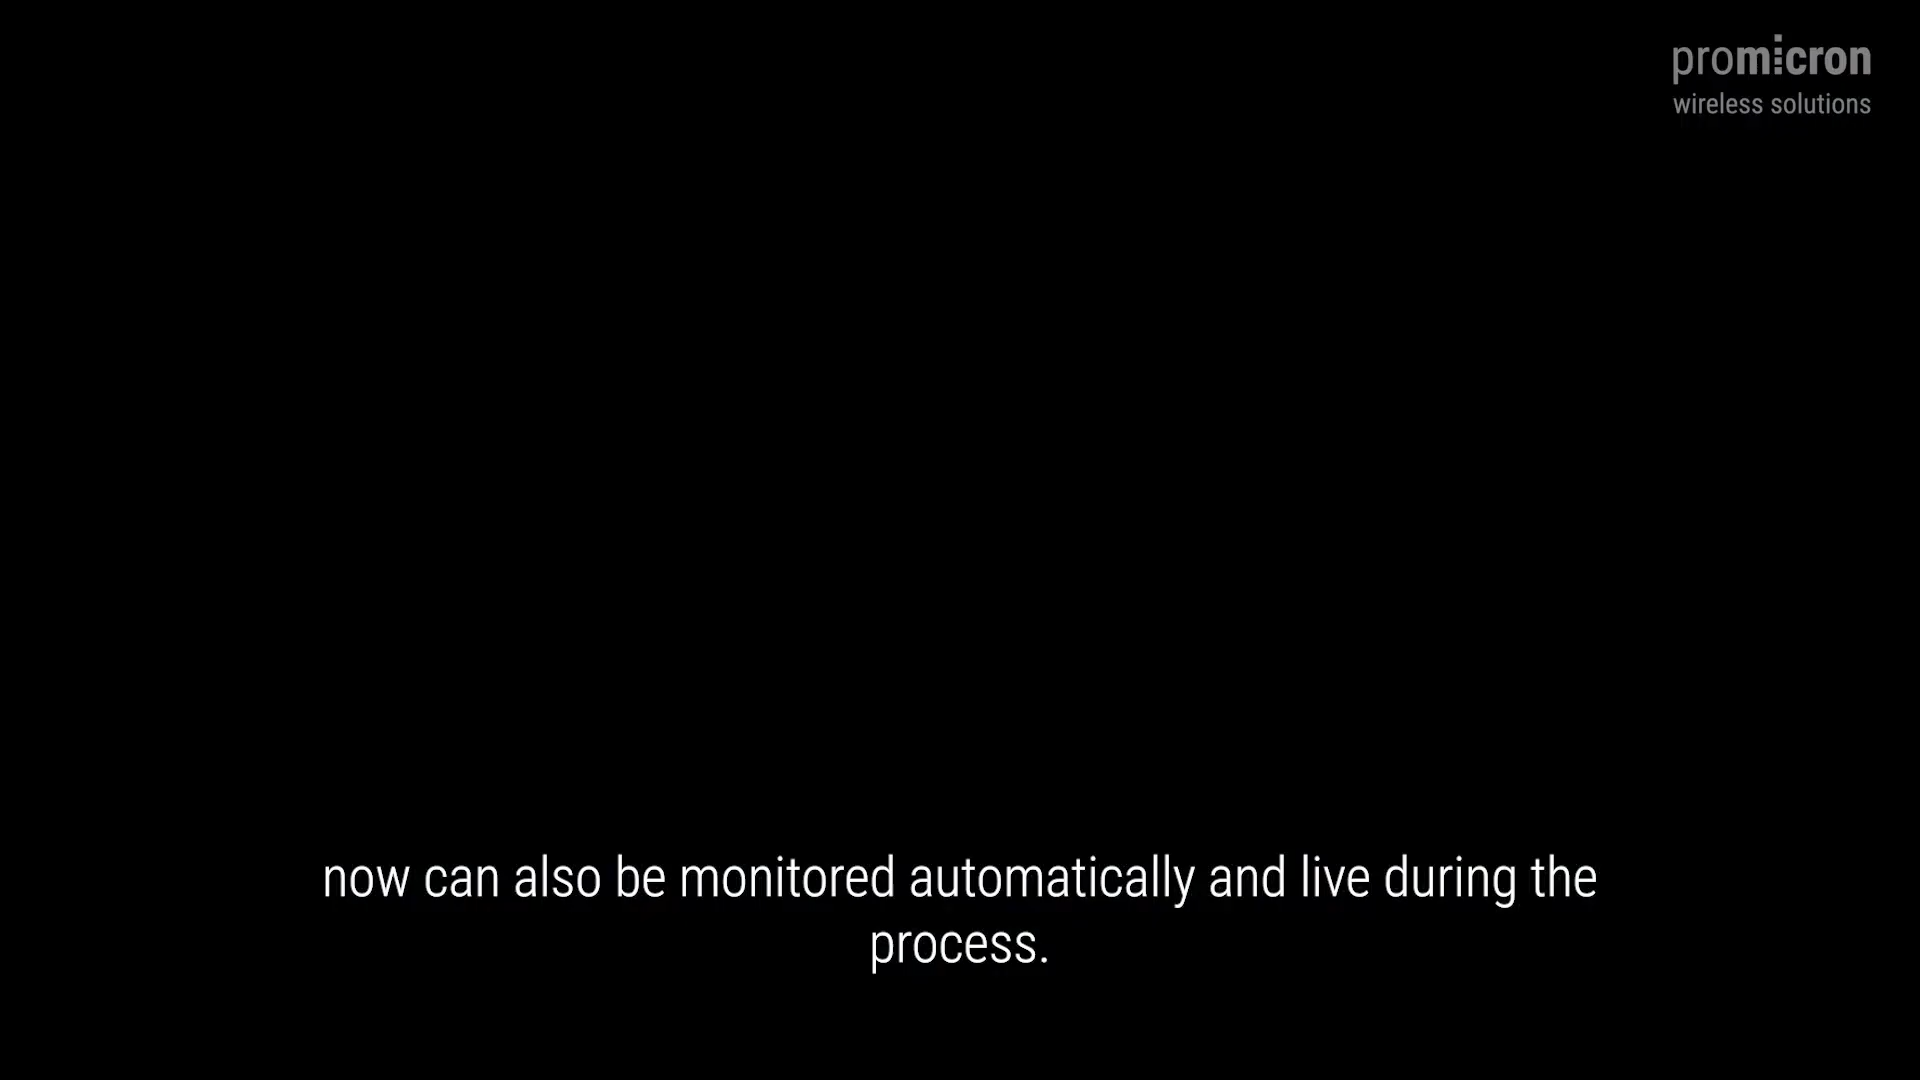 promicron
wireless solutions
now can also be monitored automatically and live during the
process.